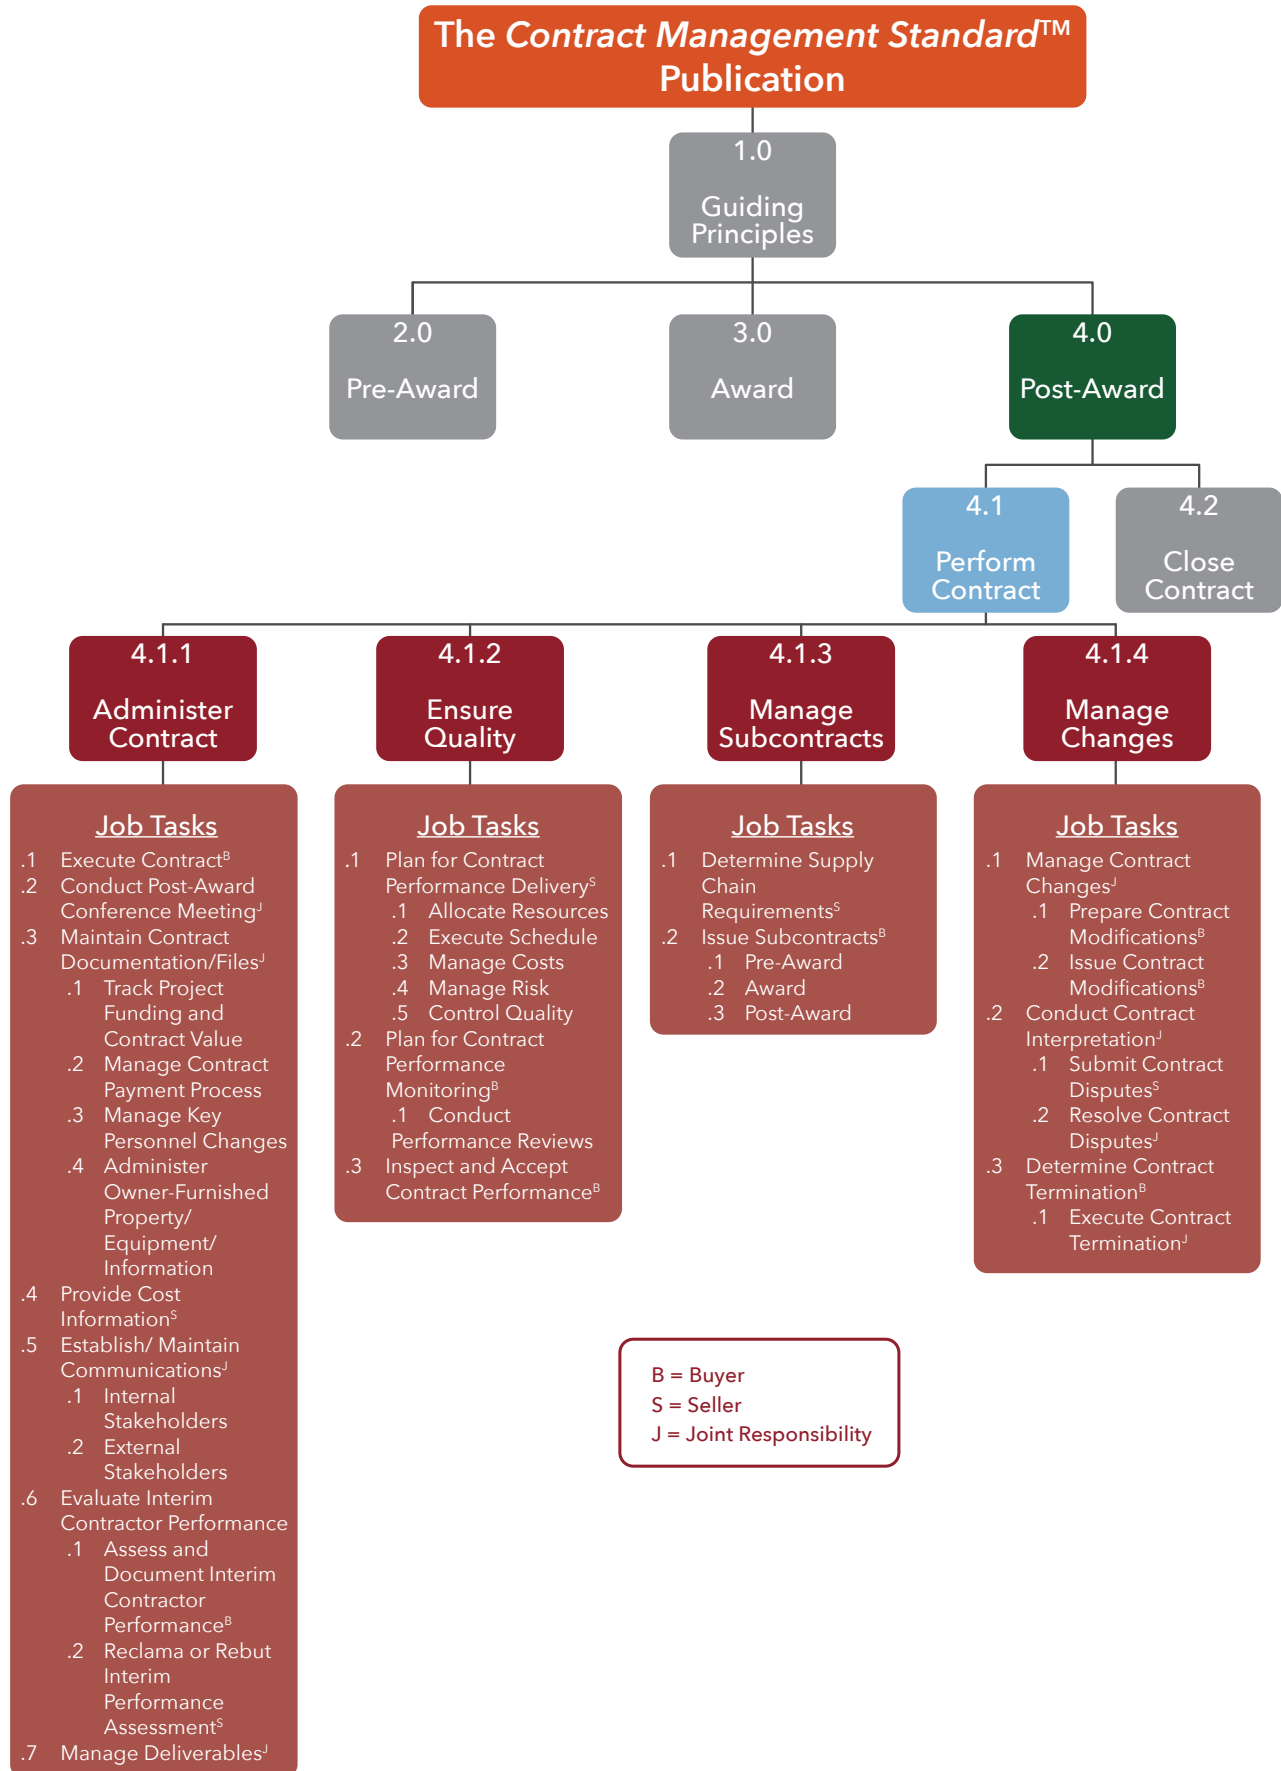 The Contract Management Standard™
Publication
1.0
Guiding
Principles
2.0
Pre-Award
3.0
Award
4.0
Post-Award
4.1
Perform
Contract
4.2
Close
Contract
4.1.1
Administer
Contract
4.1.2
Ensure
Quality
4.1.3
Manage
Subcontracts
4.1.4
Manage
Changes
Job Tasks
.1 Execute Contractᴮ
.2 Conduct Post-Award
Conference Meetingᴶ
.3 Maintain Contract
Documentation/Filesᴶ
.1 Track Project
Funding and
Contract Value
.2 Manage Contract
Payment Process
.3 Manage Key
Personnel Changes
.4 Administer
Owner-Furnished
Property/
Equipment/
Information
.4 Provide Cost
Informationˢ
.5 Establish/ Maintain
Communicationsᴶ
.1 Internal
Stakeholders
.2 External
Stakeholders
.6 Evaluate Interim
Contractor Performance
.1 Assess and
Document Interim
Contractor
Performanceᴮ
.2 Reclama or Rebut
Interim
Performance
Assessmentˢ
.7 Manage Deliverablesᴶ
Job Tasks
.1 Plan for Contract
Performance Deliveryˢ
.1 Allocate Resources
.2 Execute Schedule
.3 Manage Costs
.4 Manage Risk
.5 Control Quality
.2 Plan for Contract
Performance
Monitoringᴮ
.1 Conduct
Performance Reviews
.3 Inspect and Accept
Contract Performanceᴮ
Job Tasks
.1 Determine Supply
Chain
Requirementsˢ
.2 Issue Subcontractsᴮ
.1 Pre-Award
.2 Award
.3 Post-Award
Job Tasks
.1 Manage Contract
Changesᴶ
.1 Prepare Contract
Modificationsᴮ
.2 Issue Contract
Modificationsᴮ
.2 Conduct Contract
Interpretationᴶ
.1 Submit Contract
Disputesˢ
.2 Resolve Contract
Disputesᴶ
.3 Determine Contract
Terminationᴮ
.1 Execute Contract
Terminationᴶ
B = Buyer
S = Seller
J = Joint Responsibility